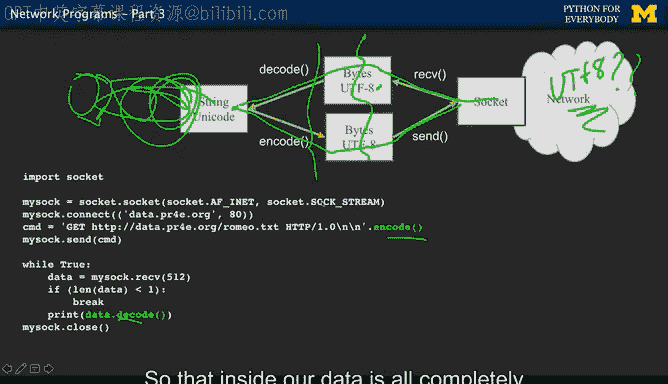 Network Programs - Part 3
PYTHON FOR
EVERYBODY
M
decode()
Bytes
UTF-8
recv()
String
Unicode
Socket
Network
UTF8??
encode()
Bytes
UTF-8
send()
import socket
mysock = socket.socket(socket.AF_INET, socket.SOCK_STREAM)
mysock.connect(('data.pr4e.org', 80))
cmd = 'GET http://data.pr4e.org/romeo.txt HTTP/1.0\n\n'.encode()
mysock.send(cmd)
while True:
data = mysock.recv(512)
if (len(data) < 1):
break
print(data.decode())
mysock.close()
So that inside our data is all completely